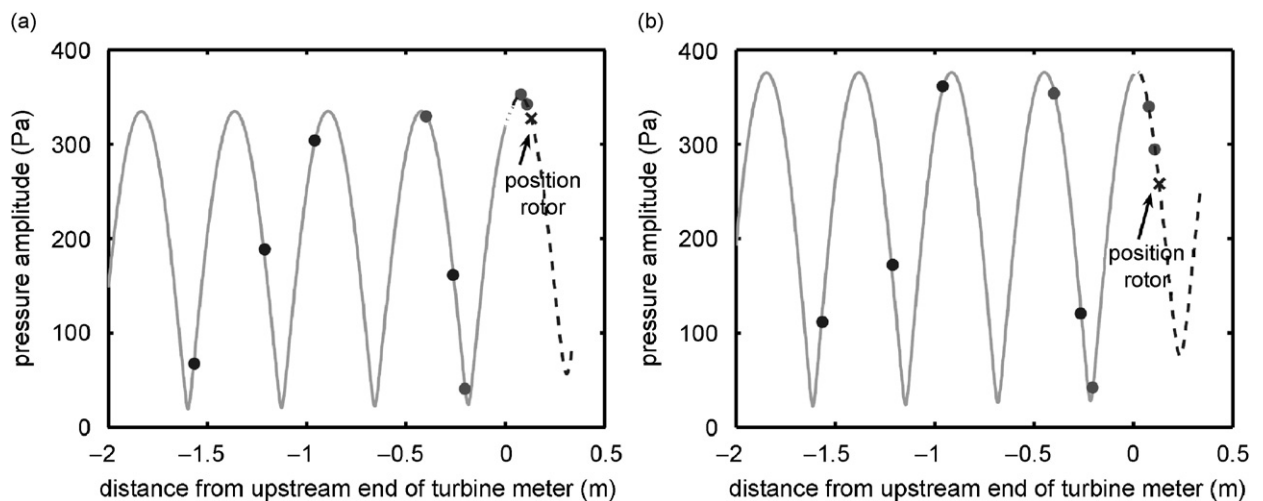 (a)
400
300
200
100
0
pressure amplitude (Pa)
position
rotor
–2
–1.5
–1
–0.5
0
0.5
distance from upstream end of turbine meter (m)
(b)
400
300
200
100
0
pressure amplitude (Pa)
position
rotor
–2
–1.5
–1
–0.5
0
0.5
distance from upstream end of turbine meter (m)